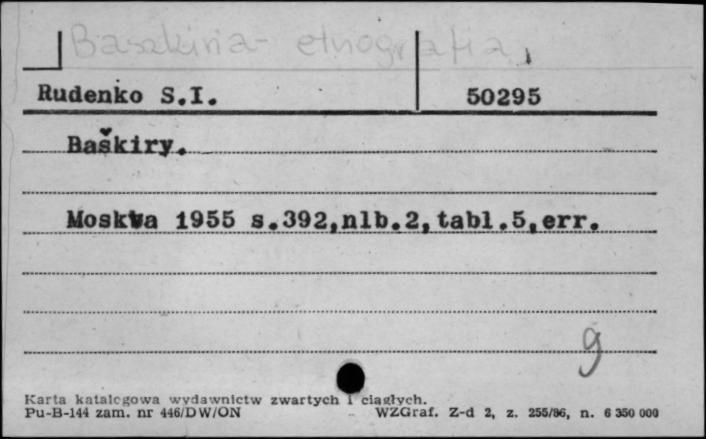 Baszkiria- etnografia,
Rudenko S.I. 50295
Baškiry.
Moskwa 1955 s.392,nlb.2,tabl.5,err.
9
Karta katalogowa wydawnictw zwartych i ciągłych.
Pu-B-144 zam. nr 446/DW/ON WZGraf. Z-d 2, z. 255/86, n. 6 350 000